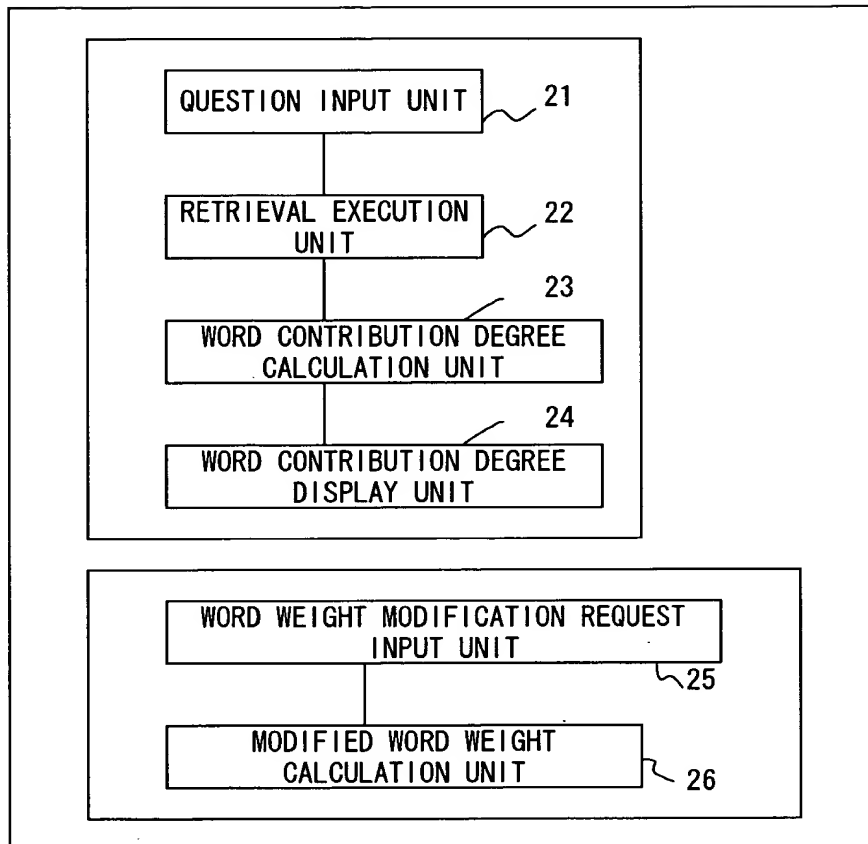 QUESTION INPUT UNIT
21
RETRIEVAL EXECUTION
UNIT
22
23
WORD CONTRIBUTION DEGREE
CALCULATION UNIT
24
WORD CONTRIBUTION DEGREE
DISPLAY UNIT
WORD WEIGHT MODIFICATION REQUEST
INPUT UNIT
25
MODIFIED WORD WEIGHT
CALCULATION UNIT
26